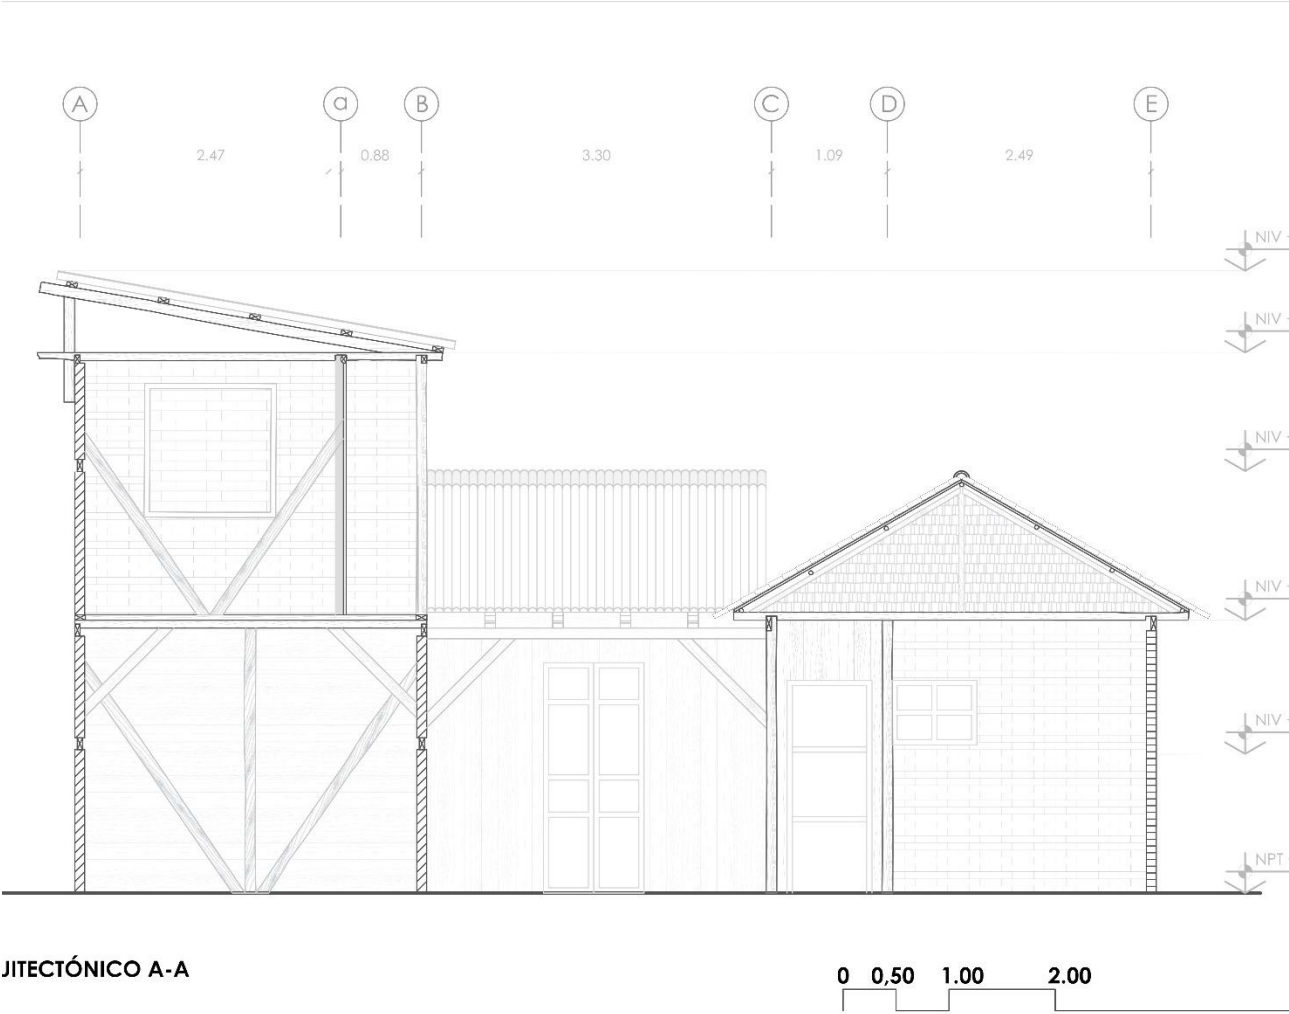 A a B C D E
2.47 0.88 3.30 1.09 2.49
NIV
NIV
NIV
NIV
NIV
NPT
JITECTÓNICO A-A
0 0,50 1.00 2.00